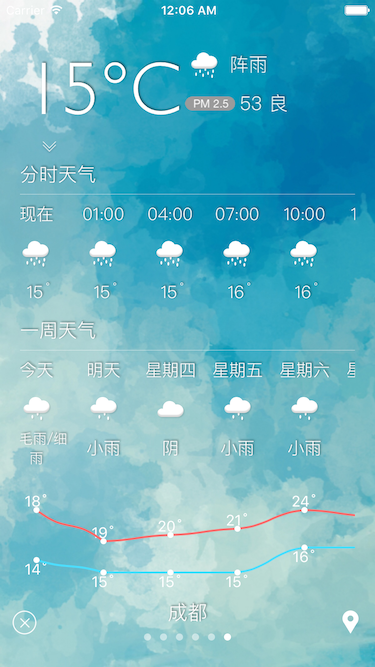 Carrier 12:06 AM
15°C 阵雨
PM 2.5 53 良
分时天气
现在 01:00 04:00 07:00 10:00 1
15° 15° 15° 16° 16°
一周天气
今天 明天 星期四 星期五 星期六
毛雨/细雨 小雨 阴 小雨 小雨
18° 19° 20° 21° 24°
14° 15° 15° 15° 16°
成都